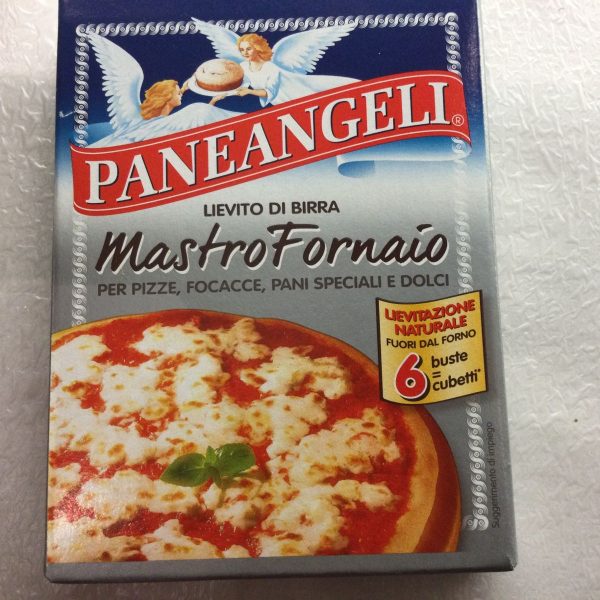 PANEANGELI®
LIEVITO DI BIRRA
MastroFornaio
PER PIZZE, FOCACCE, PANI SPECIALI E DOLCI
LIEVITAZIONE
NATURALE
FUORI DAL FORNO
6 buste
=
cubetti*
Suggerimento di impiego